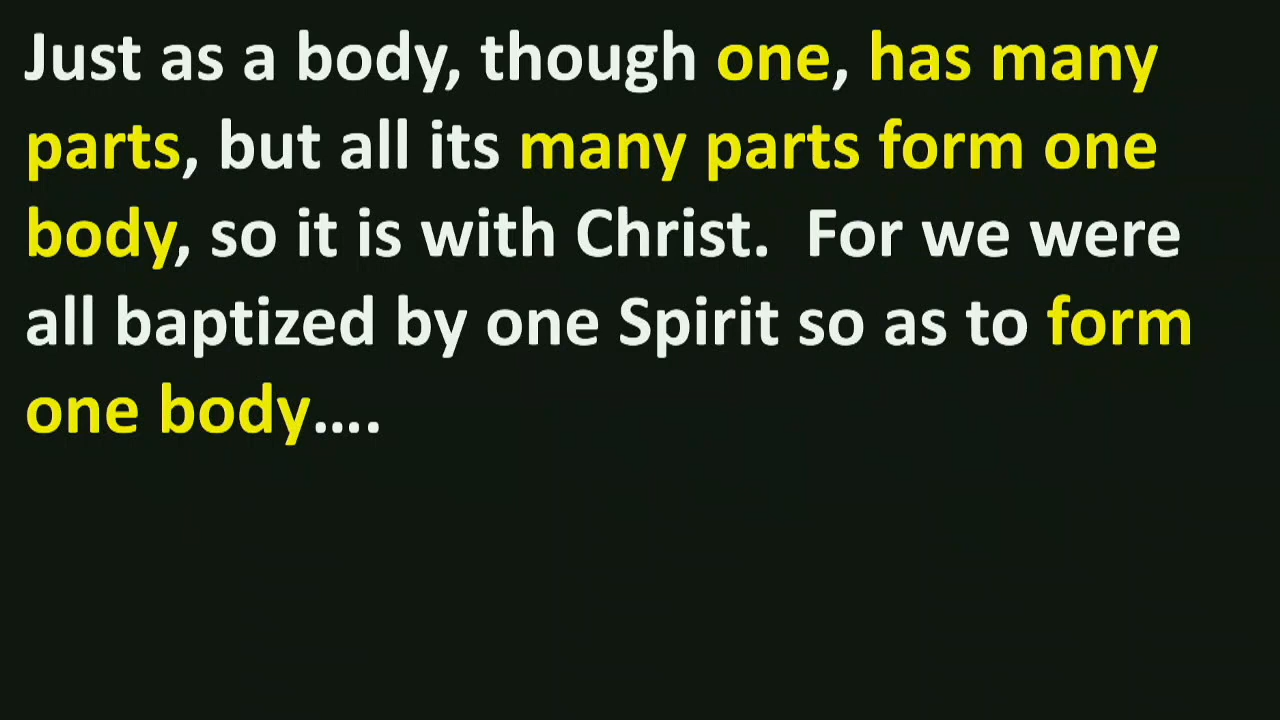 Just as a body, though one, has many
parts, but all its many parts form one
body, so it is with Christ.  For we were
all baptized by one Spirit so as to form
one body….